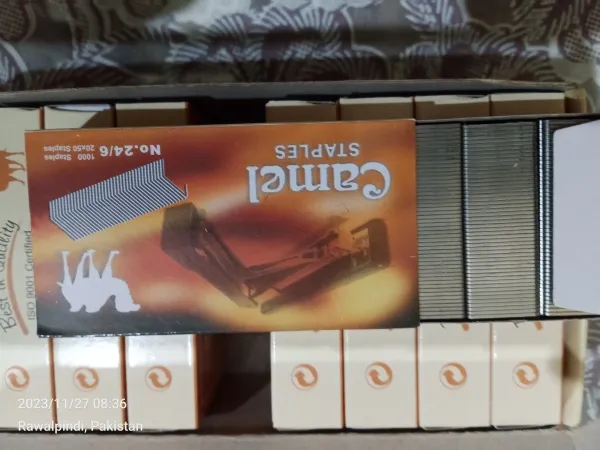 Camel
STAPLES
No.24/6
1000 Staples
20x50 Staples
Best in Quality
ISO 9001 Certified
2023/11/27 08:36
Rawalpindi, Pakistan